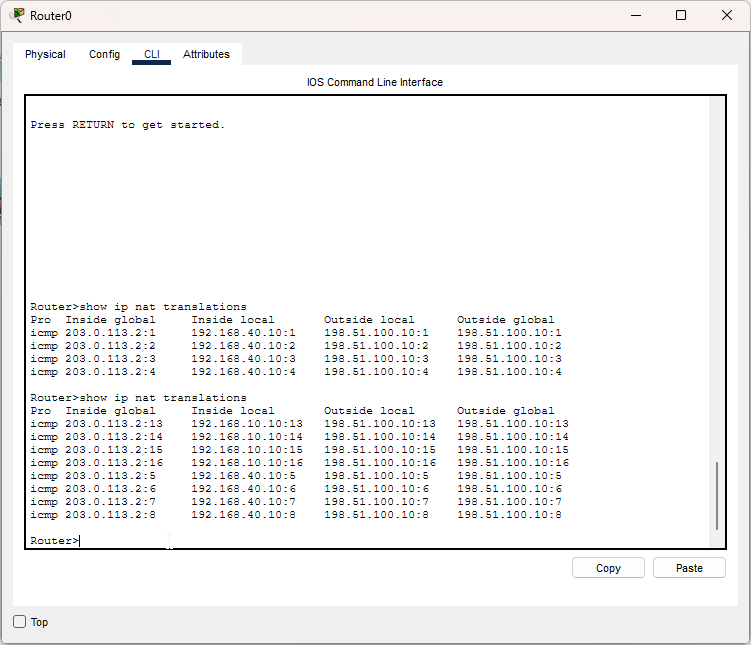 Router0
Physical Config CLI Attributes
IOS Command Line Interface
Press RETURN to get started.
Router>show ip nat translations
Pro  Inside global     Inside local       Outside local      Outside global
icmp 203.0.113.2:1     192.168.40.10:1    198.51.100.10:1    198.51.100.10:1
icmp 203.0.113.2:2     192.168.40.10:2    198.51.100.10:2    198.51.100.10:2
icmp 203.0.113.2:3     192.168.40.10:3    198.51.100.10:3    198.51.100.10:3
icmp 203.0.113.2:4     192.168.40.10:4    198.51.100.10:4    198.51.100.10:4
Router>show ip nat translations
Pro  Inside global     Inside local       Outside local      Outside global
icmp 203.0.113.2:13    192.168.10.10:13   198.51.100.10:13   198.51.100.10:13
icmp 203.0.113.2:14    192.168.10.10:14   198.51.100.10:14   198.51.100.10:14
icmp 203.0.113.2:15    192.168.10.10:15   198.51.100.10:15   198.51.100.10:15
icmp 203.0.113.2:16    192.168.10.10:16   198.51.100.10:16   198.51.100.10:16
icmp 203.0.113.2:5     192.168.40.10:5    198.51.100.10:5    198.51.100.10:5
icmp 203.0.113.2:6     192.168.40.10:6    198.51.100.10:6    198.51.100.10:6
icmp 203.0.113.2:7     192.168.40.10:7    198.51.100.10:7    198.51.100.10:7
icmp 203.0.113.2:8     192.168.40.10:8    198.51.100.10:8    198.51.100.10:8
Router>
Copy Paste
Top